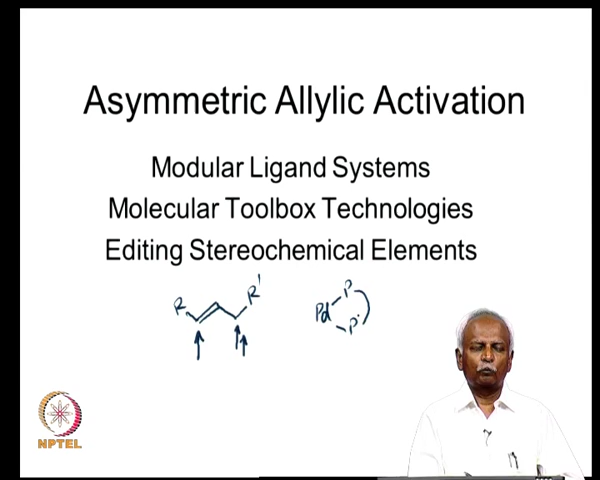 Asymmetric Allylic Activation
Modular Ligand Systems
Molecular Toolbox Technologies
Editing Stereochemical Elements
R R'
Pd P
P
NPTEL